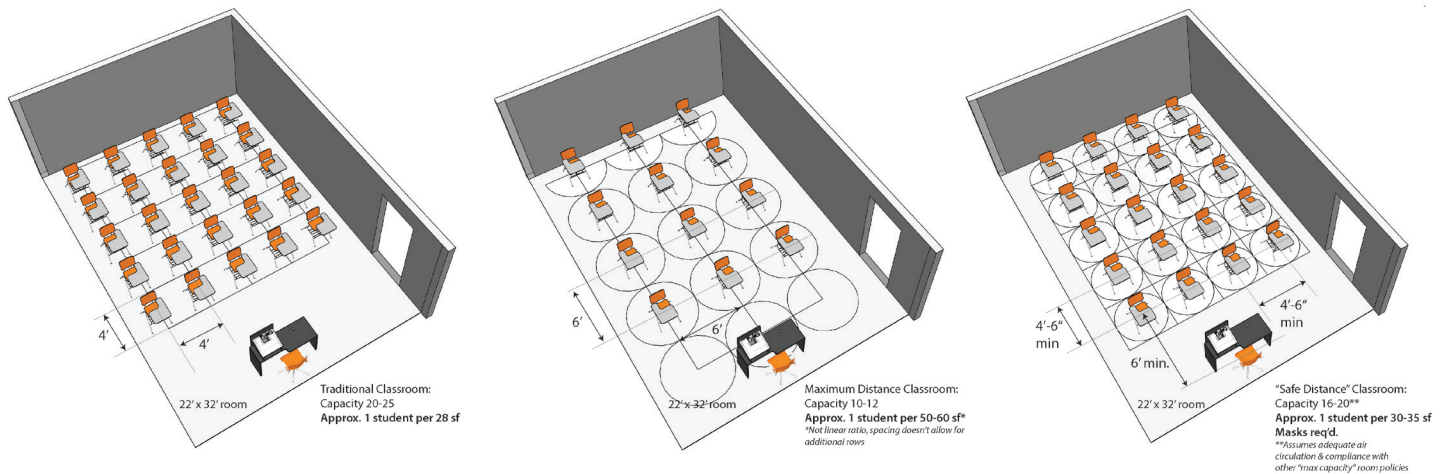 4'
4'
22' x 32' room
Traditional Classroom:
Capacity 20-25
Approx. 1 student per 28 sf
6'
6'
22' x 32' room
Maximum Distance Classroom:
Capacity 10-12
Approx. 1 student per 50-60 sf*
*Not linear ratio, spacing doesn't allow for
additional rows
4'-6"
min
4'-6"
min
6' min.
22' x 32' room
"Safe Distance" Classroom:
Capacity 16-20**
Approx. 1 student per 30-35 sf
Masks req'd.
**Assumes adequate air
circulation & compliance with
other "max capacity" room policies